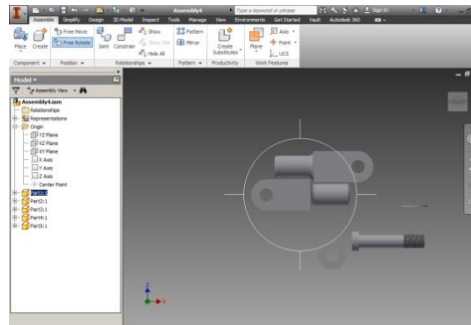 Assembly4
Type a keyword or phrase
Sign In
Assemble Simplify Design 3D Model Inspect Tools Manage View Environments Get Started Vault Autodesk 360
Place Create
Free Move
Free Rotate
Joint Constrain
Show
Hide All
Pattern
Mirror
Create Substitutes
Plane
Axis
Point
UCS
Component Position Relationships Pattern Productivity Work Features
Model
Assembly View
Assembly4.iam
Relationships
Representations
Origin
YZ Plane
XZ Plane
XY Plane
X Axis
Y Axis
Z Axis
Center Point
Part1:1
Part2:1
Part3:1
Part4:1
Part5:1